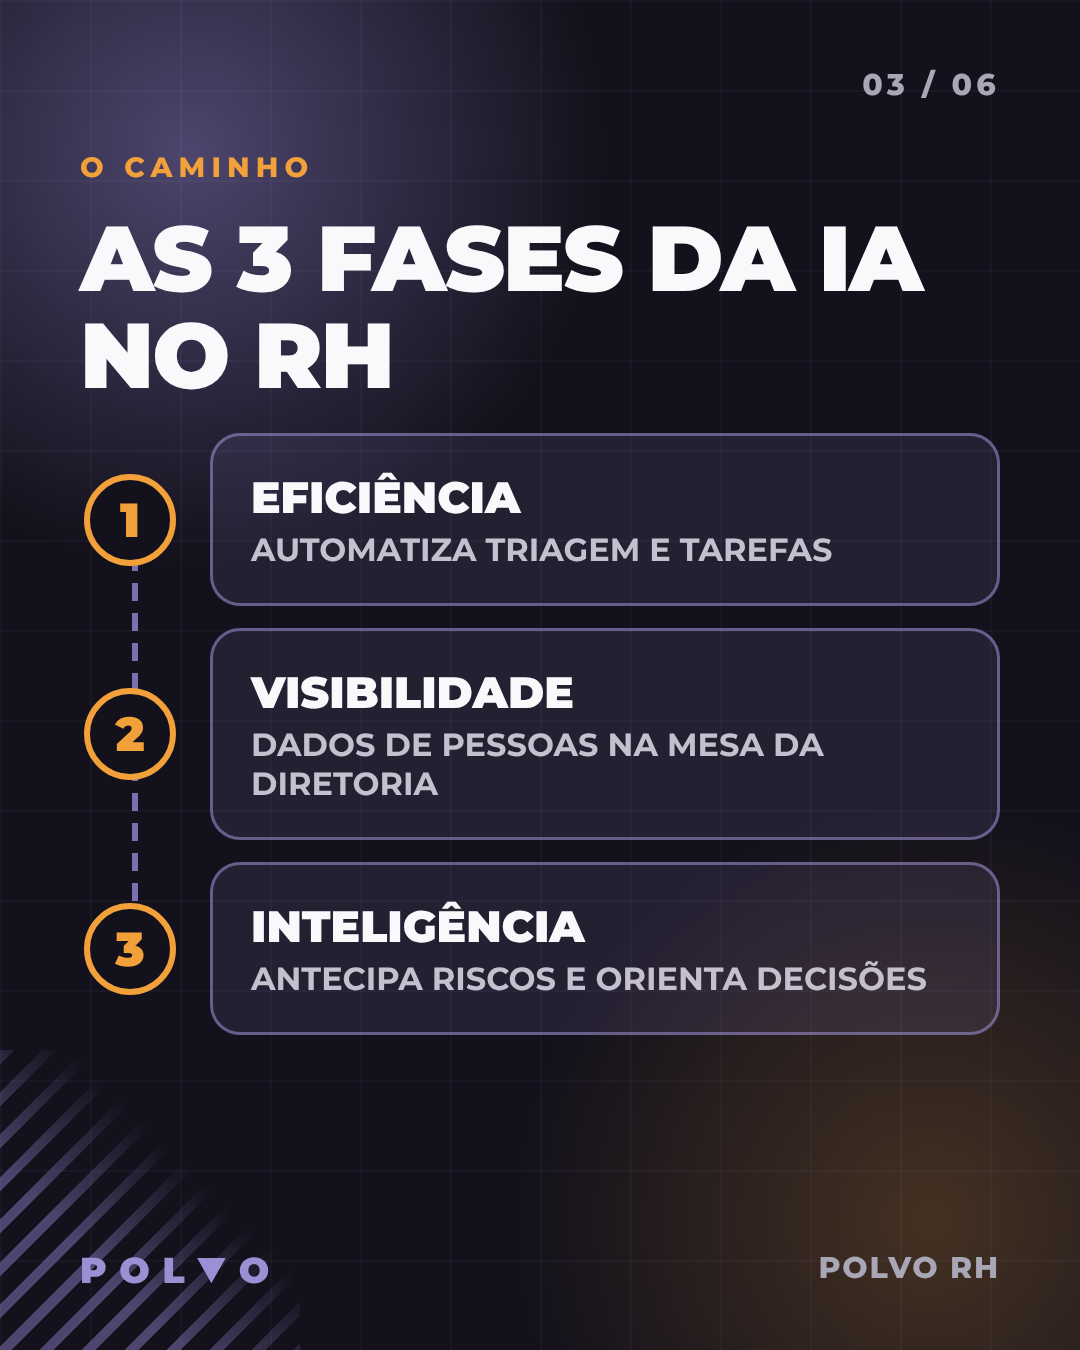 03 / 06
O CAMINHO
AS 3 FASES DA IA
NO RH
1
EFICIÊNCIA
AUTOMATIZA TRIAGEM E TAREFAS
2
VISIBILIDADE
DADOS DE PESSOAS NA MESA DA
DIRETORIA
3
INTELIGÊNCIA
ANTECIPA RISCOS E ORIENTA DECISÕES
POLVO
POLVO RH